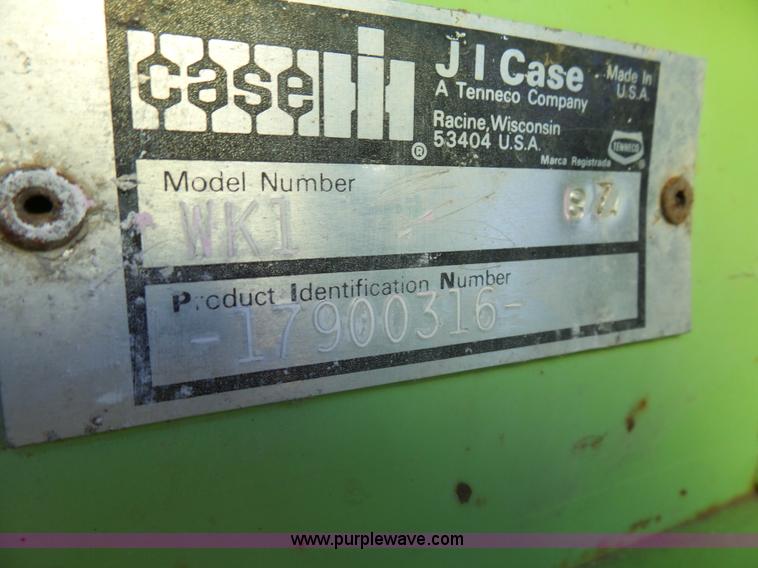 case IH ®
J I Case
A Tenneco Company
Racine, Wisconsin
53404 U.S.A.
Made In
U.S.A.
TENNECO ®
Marca Registrada
Model Number
WK1
Product Identification Number
-17900316-
www.purplewave.com